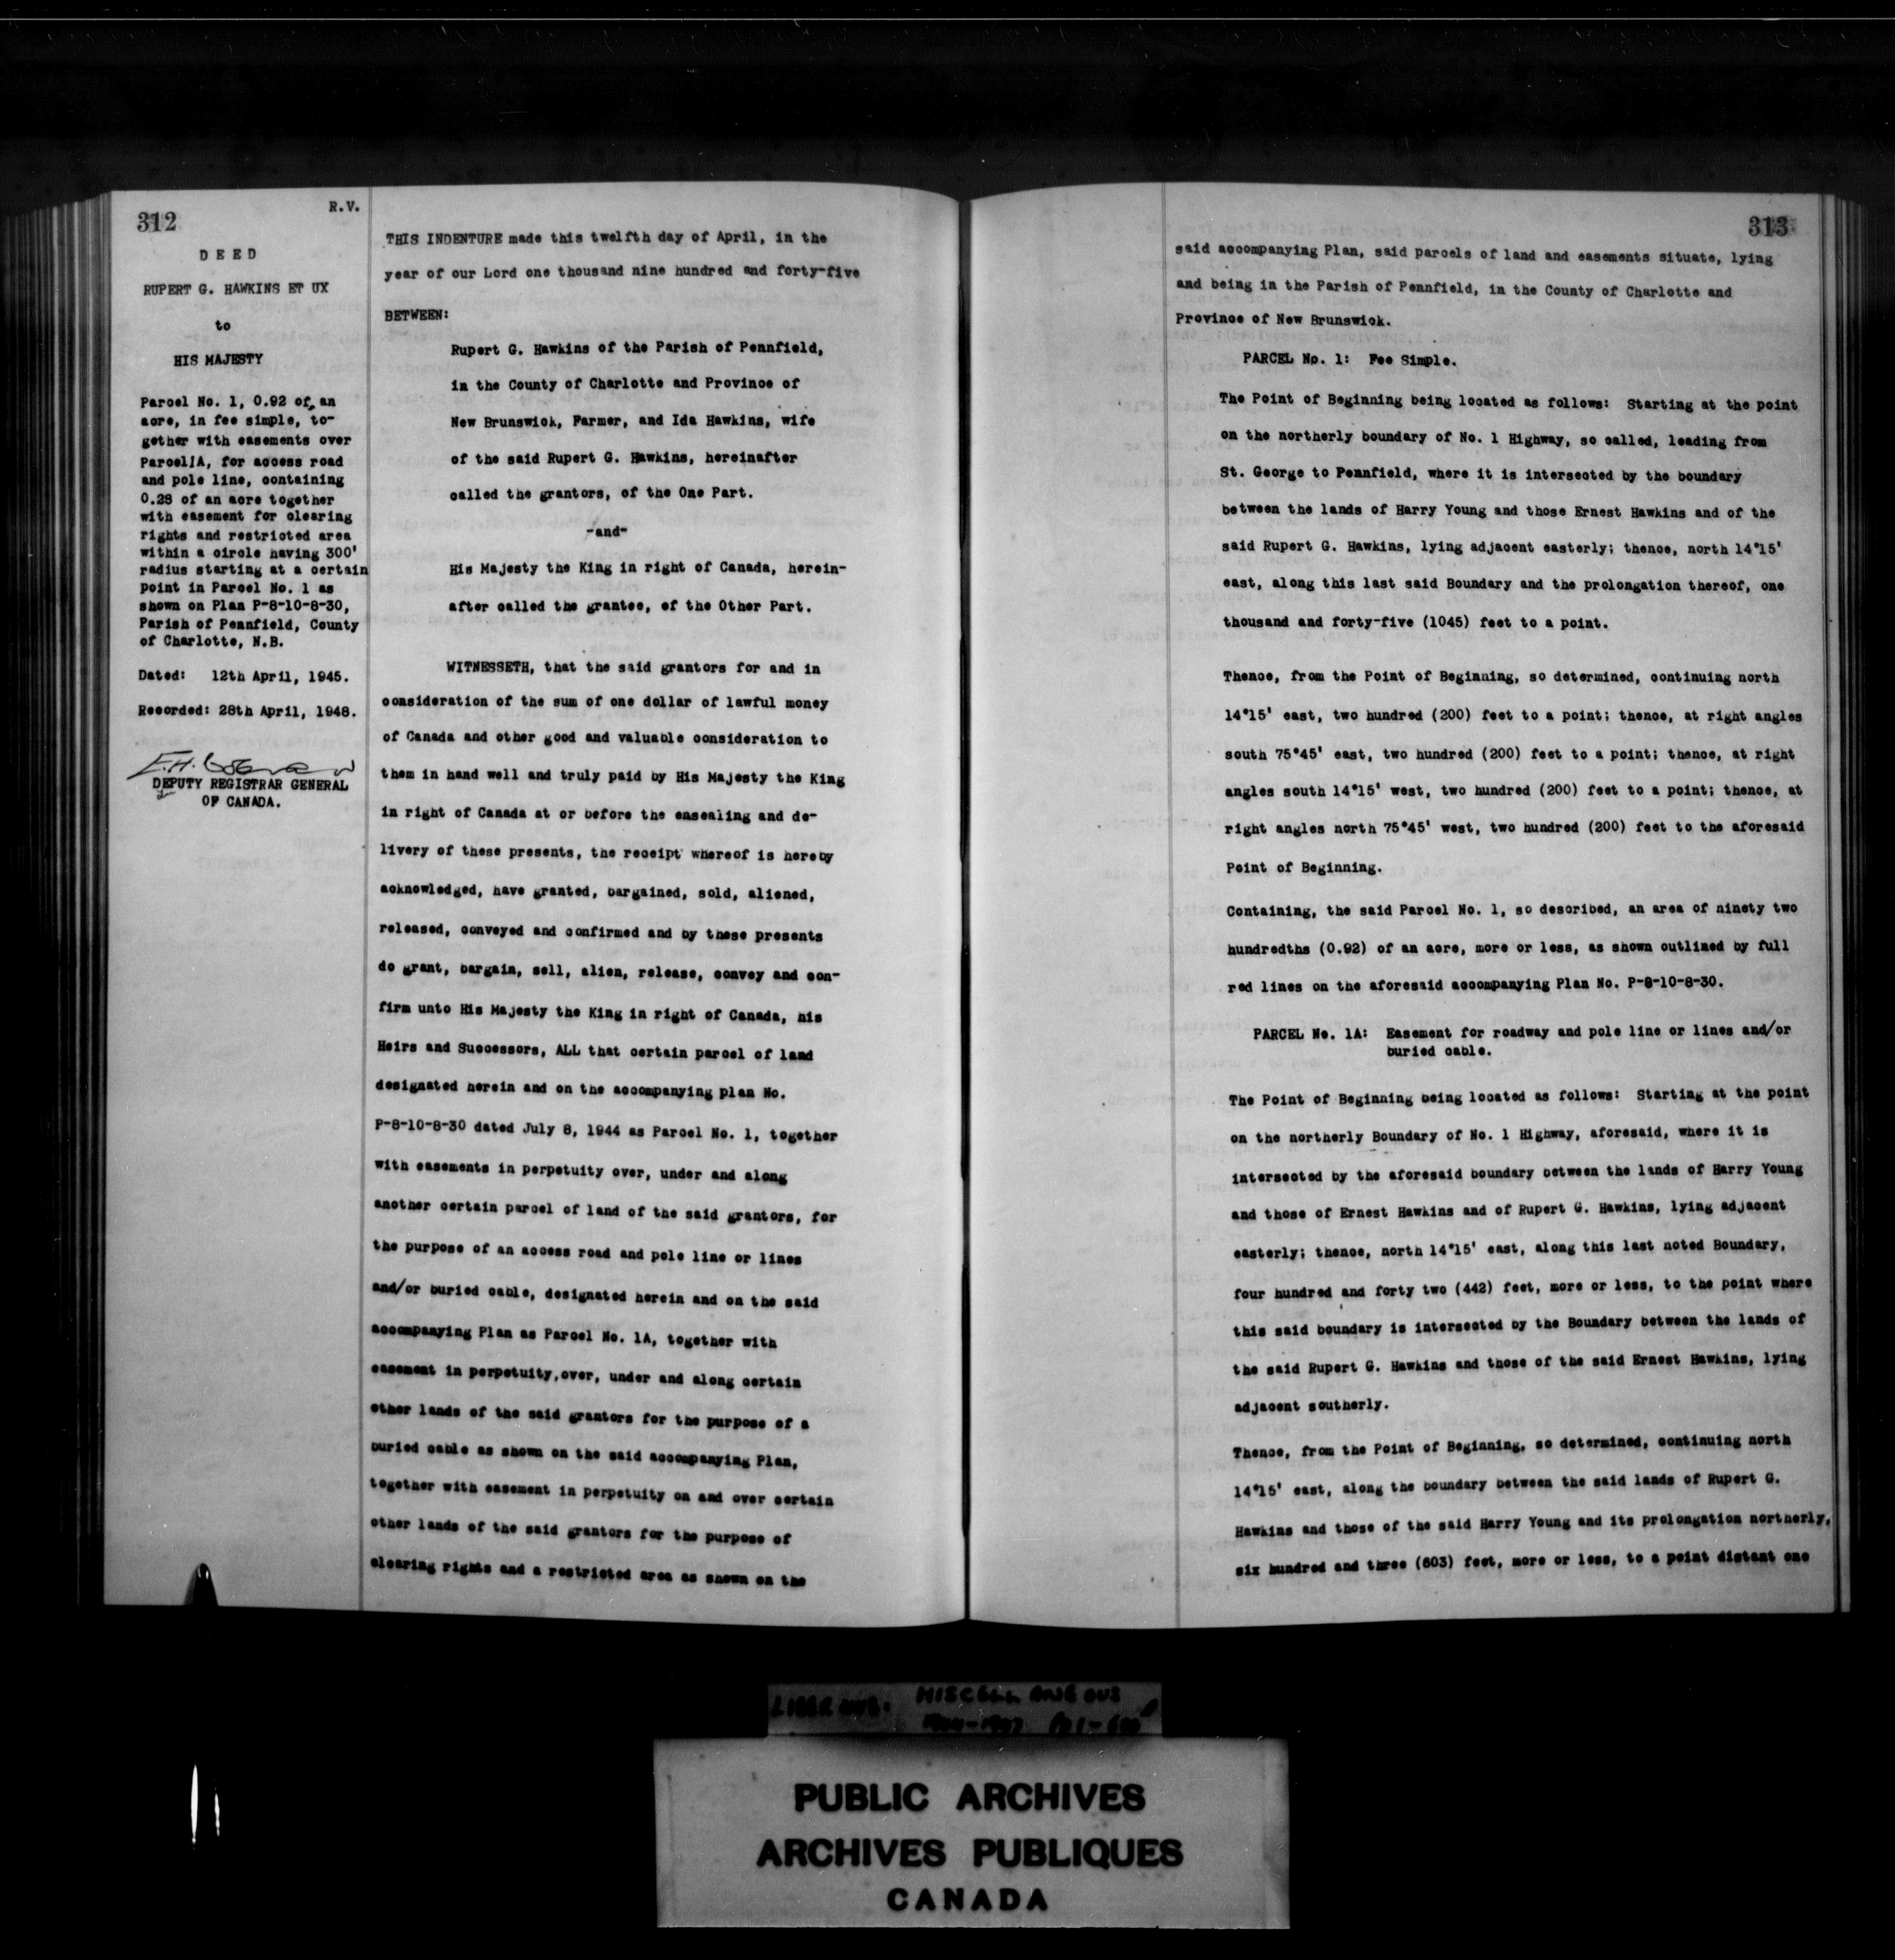 312
R.V.
DEED
RUPERT G. HAWKINS ET UX
to
HIS MAJESTY
Parcel No. 1, 0.92 of an
acre, in fee simple, to-
gether with easements over
Parcel1A, for access road
and pole line, containing
0.28 of an acre together
with easement for clearing
rights and restricted area
within a circle having 300'
radius starting at a certain
point in Parcel No. 1 as
shown on Plan P-8-10-8-30,
Parish of Pennfield, County
of Charlotte, N.B.
Dated: 12th April, 1945.
Recorded: 28th April, 1948.
DEPUTY REGISTRAR GENERAL
OF CANADA.
THIS INDENTURE made this twelfth day of April, in the
year of our Lord one thousand nine hundred and forty-five
BETWEEN:
Rupert G. Hawkins of the Parish of Pennfield,
in the County of Charlotte and Province of
New Brunswick, Farmer, and Ida Hawkins, wife
of the said Rupert G. Hawkins, hereinafter
called the grantors, of the One Part.
-and-
His Majesty the King in right of Canada, herein-
after called the grantee, of the Other Part.
WITNESSETH, that the said grantors for and in
consideration of the sum of one dollar of lawful money
of Canada and other good and valuable consideration to
them in hand well and truly paid by His Majesty the King
in right of Canada at or before the ensealing and de-
livery of these presents, the receipt whereof is hereby
acknowledged, have granted, bargained, sold, aliened,
released, conveyed and confirmed and by these presents
do grant, bargain, sell, alien, release, convey and con-
firm unto His Majesty the King in right of Canada, his
Heirs and Successors, ALL that certain parcel of land
designated herein and on the accompanying plan No.
P-8-10-8-30 dated July 8, 1944 as Parcel No. 1, together
with easements in perpetuity over, under and along
another certain parcel of land of the said grantors, for
the purpose of an access road and pole line or lines
and/or buried cable, designated herein and on the said
accompanying Plan as Parcel No. 1A, together with
easement in perpetuity,over, under and along certain
other lands of the said grantors for the purpose of a
buried cable as shown on the said accompanying Plan,
together with easement in perpetuity on and over certain
other lands of the said grantors for the purpose of
clearing rights and a restricted area as shown on the
313
said accompanying Plan, said parcels of land and easements situate, lying
and being in the Parish of Pennfield, in the County of Charlotte and
Province of New Brunswick.
PARCEL No. 1: Fee Simple.
The Point of Beginning being located as follows: Starting at the point
on the northerly boundary of No. 1 Highway, so called, leading from
St. George to Pennfield, where it is intersected by the boundary
between the lands of Harry Young and those Ernest Hawkins and of the
said Rupert G. Hawkins, lying adjacent easterly; thence, north 14°15'
east, along this last said Boundary and the prolongation thereof, one
thousand and forty-five (1045) feet to a point.
Thence, from the Point of Beginning, so determined, continuing north
14°15' east, two hundred (200) feet to a point; thence, at right angles
south 75°45' east, two hundred (200) feet to a point; thence, at right
angles south 14°15' west, two hundred (200) feet to a point; thence, at
right angles north 75°45' west, two hundred (200) feet to the aforesaid
Point of Beginning.
Containing, the said Parcel No. 1, so described, an area of ninety two
hundredths (0.92) of an acre, more or less, as shown outlined by full
red lines on the aforesaid accompanying Plan No. P-8-10-8-30.
PARCEL No. 1A: Easement for roadway and pole line or lines and/or
buried cable.
The Point of Beginning being located as follows: Starting at the point
on the northerly Boundary of No. 1 Highway, aforesaid, where it is
intersected by the aforesaid boundary between the lands of Harry Young
and those of Ernest Hawkins and of Rupert G. Hawkins, lying adjacent
easterly; thence, north 14°15' east, along this last noted Boundary,
four hundred and forty two (442) feet, more or less, to the point where
this said boundary is intersected by the Boundary between the lands of
the said Rupert G. Hawkins and those of the said Ernest Hawkins, lying
adjacent southerly.
Thence, from the Point of Beginning, so determined, continuing north
14°15' east, along the boundary between the said lands of Rupert G.
Hawkins and those of the said Harry Young and its prolongation northerly,
six hundred and three (603) feet, more or less, to a point distant one
MISCELLANEOUS
PUBLIC ARCHIVES
ARCHIVES PUBLIQUES
CANADA